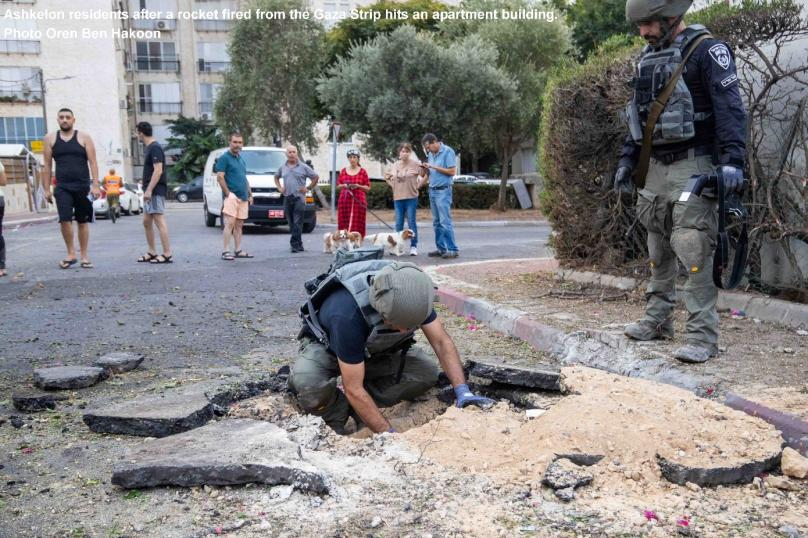 Ashkelon residents after a rocket fired from the Gaza Strip hits an apartment building.
Photo Oren Ben Hakoon